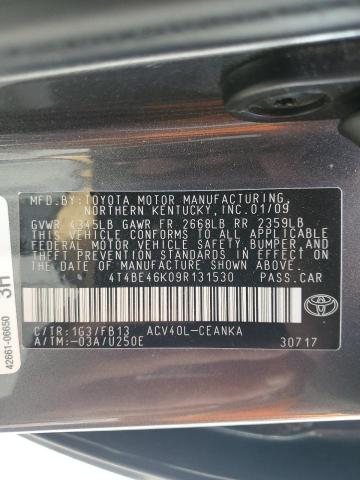 MFD.BY:TOYOTA MOTOR MANUFACTURING,
NORTHERN KENTUCKY,INC.01/09
GVWR 4345LB GAWR FR 2668LB RR 2359LB
THIS VEHICLE CONFORMS TO ALL APPLICABLE
FEDERAL MOTOR VEHICLE SAFETY, BUMPER, AND
THEFT PREVENTION STANDARDS IN EFFECT ON
THE DATE OF MANUFACTURE SHOWN ABOVE.
4T4BE46K09R131530 PASS.CAR
C/TR:1G3/FB13 ACV40L-CEANKA
A/TM:-03A/U250E 30717
42661-06650 3H